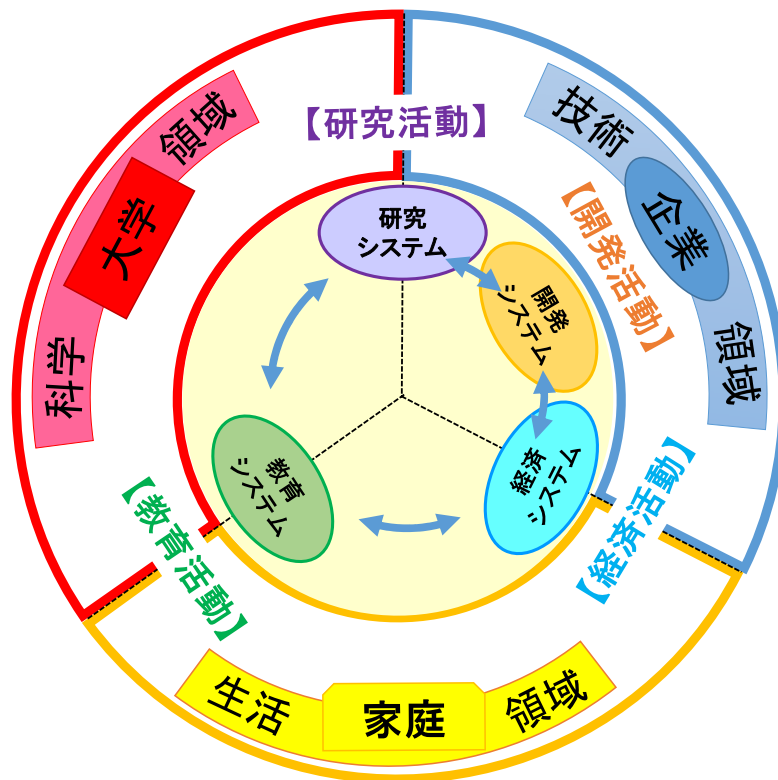 【研究活動】
科学
大学
領域
技術
企業
領域
【開発活動】
研究
システム
開発
システム
経済
システム
教育
システム
【教育活動】
【経済活動】
生活
家庭
領域